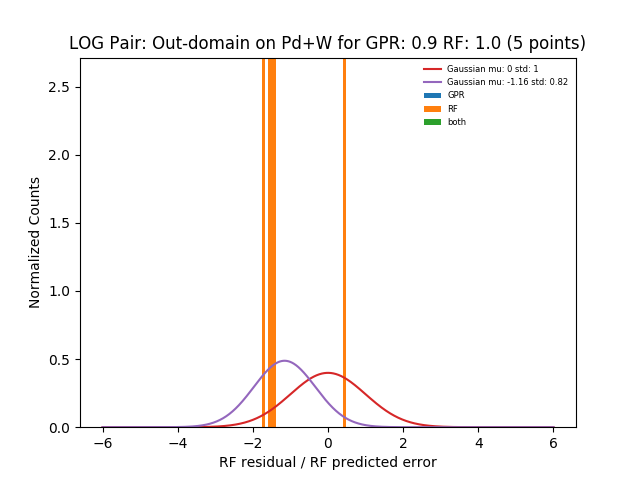 LOG Pair: Out-domain on Pd+W for GPR: 0.9 RF: 1.0 (5 points)
Gaussian mu: 0 std: 1
Gaussian mu: -1.16 std: 0.82
GPR
RF
both
Normalized Counts
2.5
2.0
1.5
1.0
0.5
0.0
−6 −4 −2 0 2 4 6
RF residual / RF predicted error